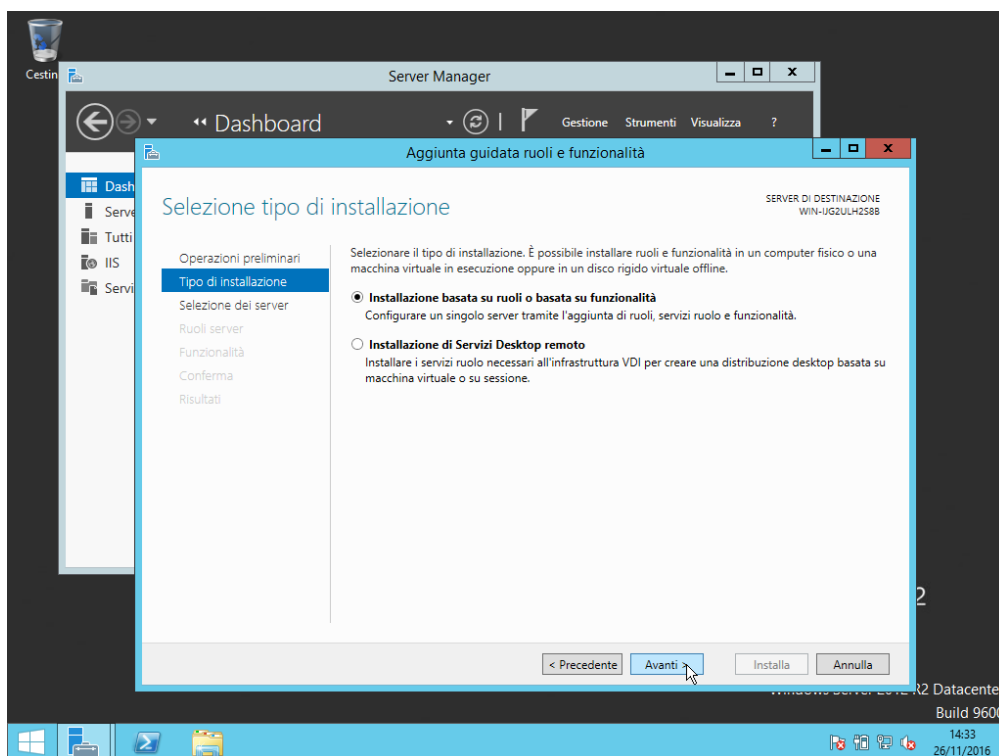 Cestin
Server Manager
Dashboard
Gestione Strumenti Visualizza ?
Aggiunta guidata ruoli e funzionalità
Dash
Serve
Tutti
IIS
Servi
Selezione tipo di installazione
SERVER DI DESTINAZIONE
WIN-IJG2ULH2S8B
Operazioni preliminari
Tipo di installazione
Selezione dei server
Ruoli server
Funzionalità
Conferma
Risultati
Selezionare il tipo di installazione. È possibile installare ruoli e funzionalità in un computer fisico o una
macchina virtuale in esecuzione oppure in un disco rigido virtuale offline.
Installazione basata su ruoli o basata su funzionalità
Configurare un singolo server tramite l'aggiunta di ruoli, servizi ruolo e funzionalità.
Installazione di Servizi Desktop remoto
Installare i servizi ruolo necessari all'infrastruttura VDI per creare una distribuzione desktop basata su
macchina virtuale o su sessione.
< Precedente Avanti > Installa Annulla
2
R2 Datacente
Build 9600
14:33
26/11/2016